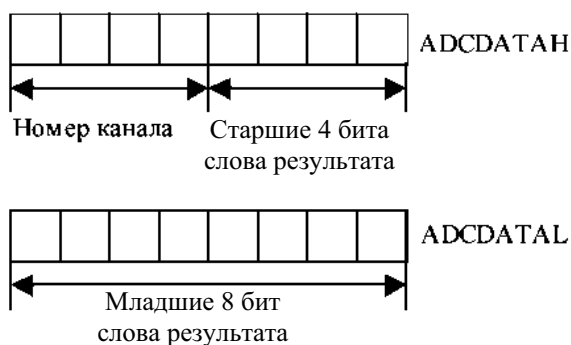 ADCDATAH
Номер канала
Старшие 4 бита
слова результата
ADCDATAL
Младшие 8 бит
слова результата